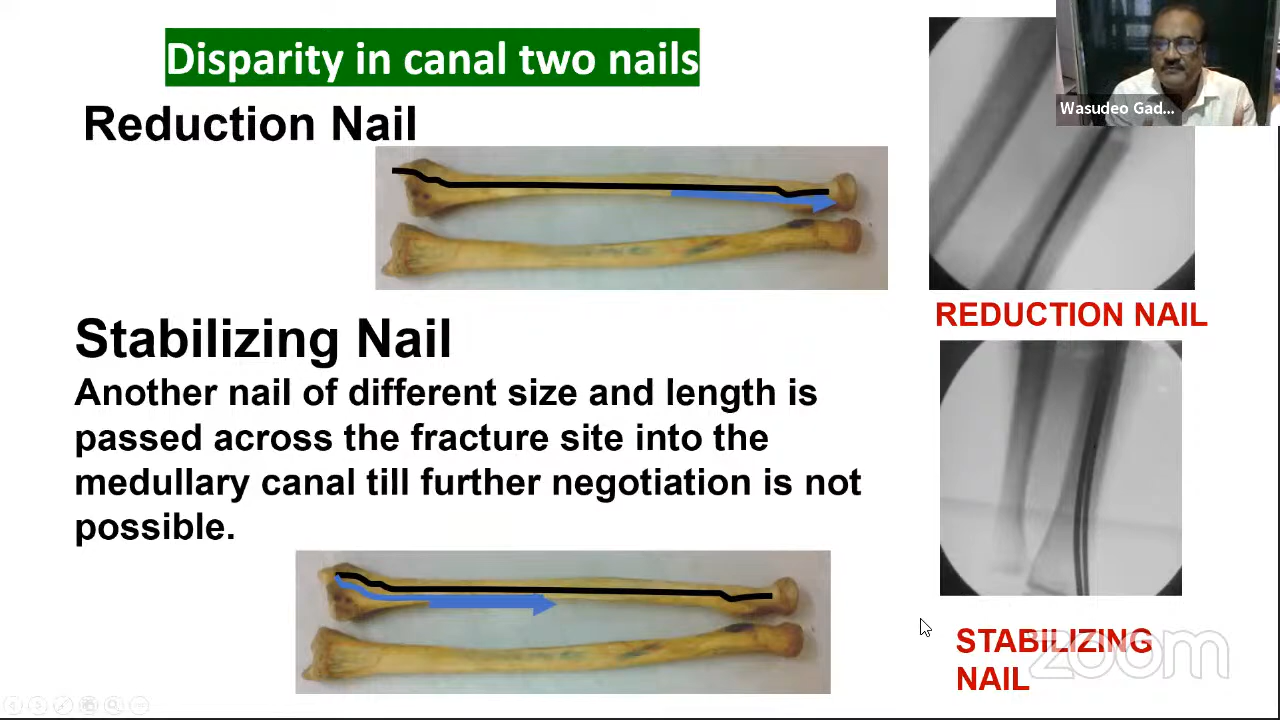 Disparity in canal two nails
Reduction Nail
Wasudeo Gad...
REDUCTION NAIL
Stabilizing Nail
Another nail of different size and length is
passed across the fracture site into the
medullary canal till further negotiation is not
possible.
STABILIZING
NAIL
zoom